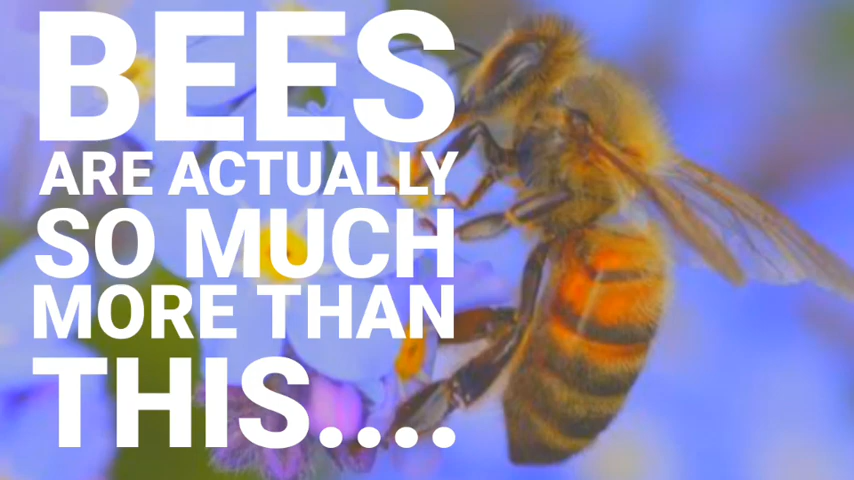 BEES
ARE ACTUALLY
SO MUCH
MORE THAN
THIS....